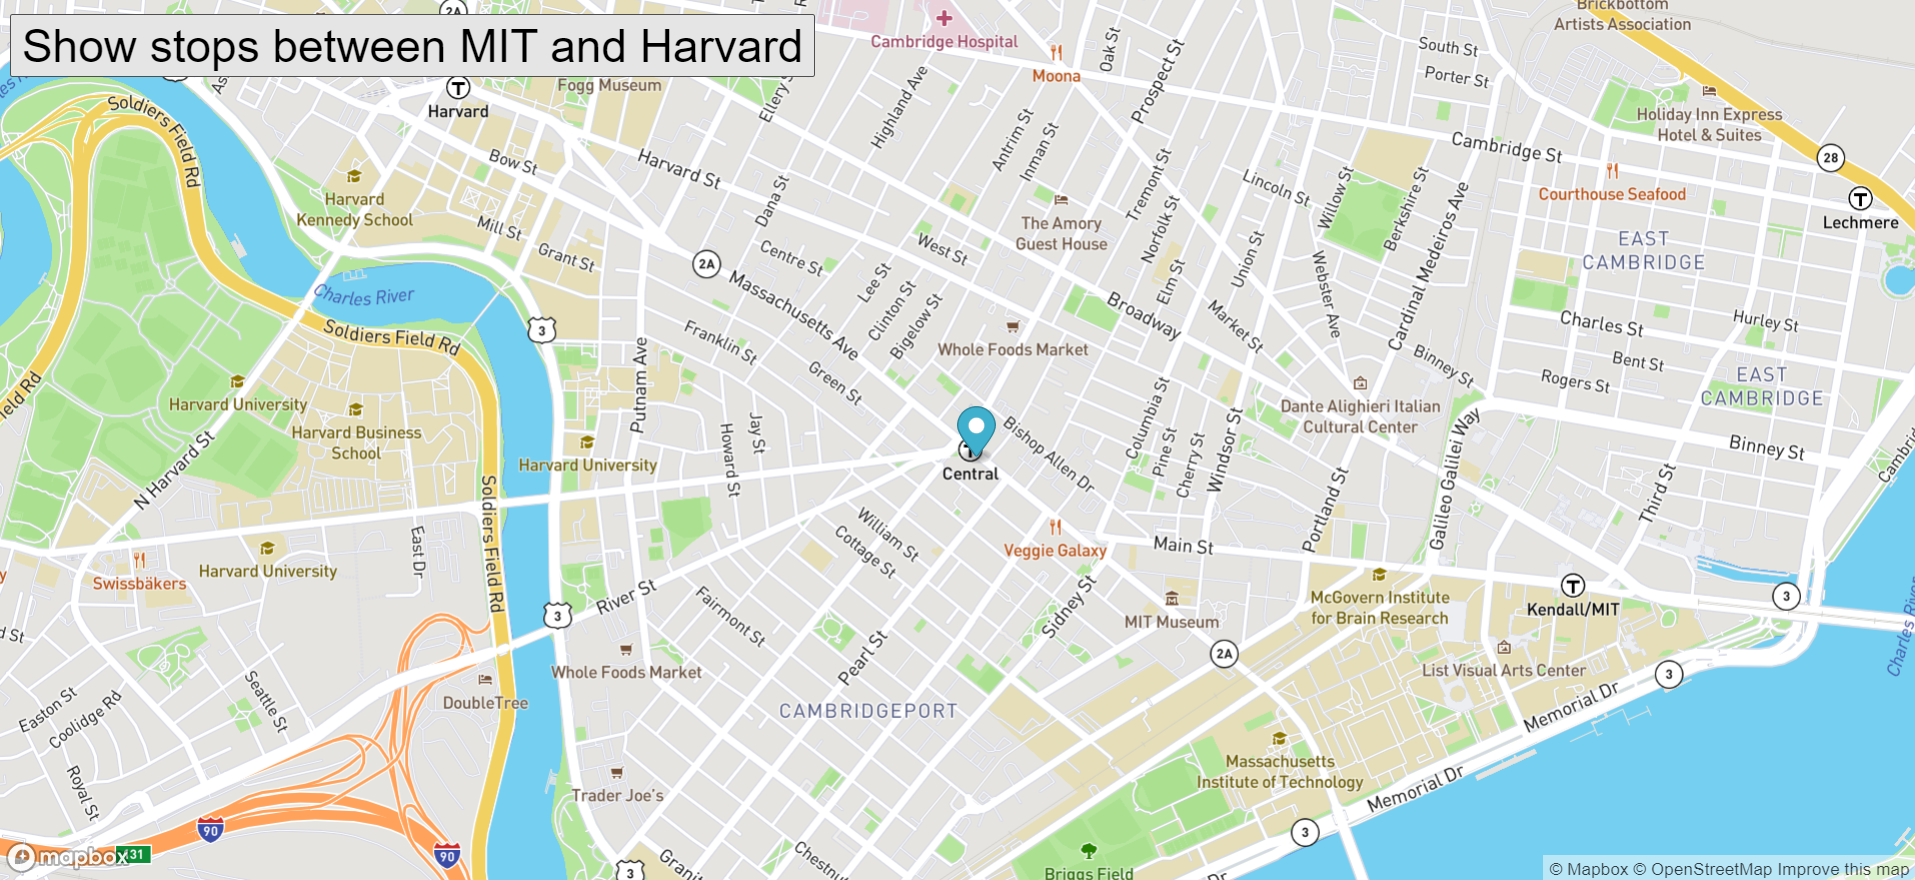 Show stops between MIT and Harvard
Brickbottom
Artists Association
2A
Cambridge Hospital
Moona
Oak St
Prospect St
South St
Porter St
Soldiers Field Rd
Harvard
Fogg Museum
Ellery St
Highland Ave
Antrim St
Inman St
Holiday Inn Express
Hotel & Suites
Cambridge St
28
Bow St
Harvard St
Harvard
Kennedy School
Mill St
Grant St
Dana St
Centre St
West St
The Amory
Guest House
Tremont St
Norfolk St
Lincoln St
Willow St
Berkshire St
Cardinal Medeiros Ave
Courthouse Seafood
Lechmere
EAST
CAMBRIDGE
2A
Massachusetts Ave
Lee St
Clinton St
Bigelow St
Elm St
Union St
Webster Ave
Charles River
Soldiers Field Rd
3
Franklin St
Green St
Broadway
Market St
Binney St
Charles St
Hurley St
Bent St
Rogers St
Whole Foods Market
Putnam Ave
EAST
CAMBRIDGE
Dante Alighieri Italian
Cultural Center
Harvard University
Harvard Business
School
Harvard University
N Harvard St
Jay St
Howard St
Central
Bishop Allen Dr
Columbia St
Pine St
Cherry St
Windsor St
Portland St
Galileo Galilei Way
Binney St
Third St
Soldiers Field Rd
East Dr
William St
Cottage St
Veggie Galaxy
Main St
Swissbäkers
Harvard University
River St
3
Fairmont St
Sidney St
MIT Museum
McGovern Institute
for Brain Research
Kendall/MIT
3
Charles River
2A
List Visual Arts Center
3
Memorial Dr
Whole Foods Market
Pearl St
DoubleTree
CAMBRIDGEPORT
Easton St
Coolidge Rd
Seattle St
Royal St
Massachusetts
Institute of Technology
Memorial Dr
Trader Joe's
90
90
3
3
Chestnut
Briggs Field
mapbox
© Mapbox © OpenStreetMap Improve this map